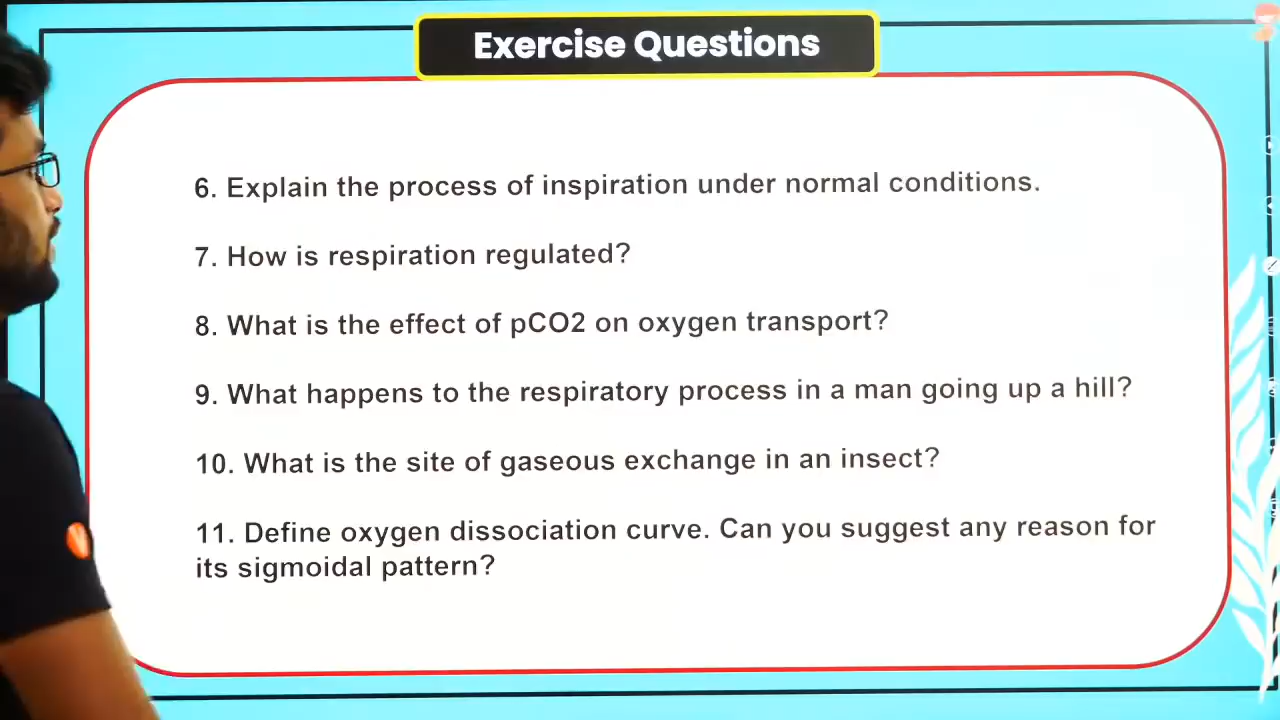 Exercise Questions
6. Explain the process of inspiration under normal conditions.
7. How is respiration regulated?
8. What is the effect of pCO2 on oxygen transport?
9. What happens to the respiratory process in a man going up a hill?
10. What is the site of gaseous exchange in an insect?
11. Define oxygen dissociation curve. Can you suggest any reason for
its sigmoidal pattern?